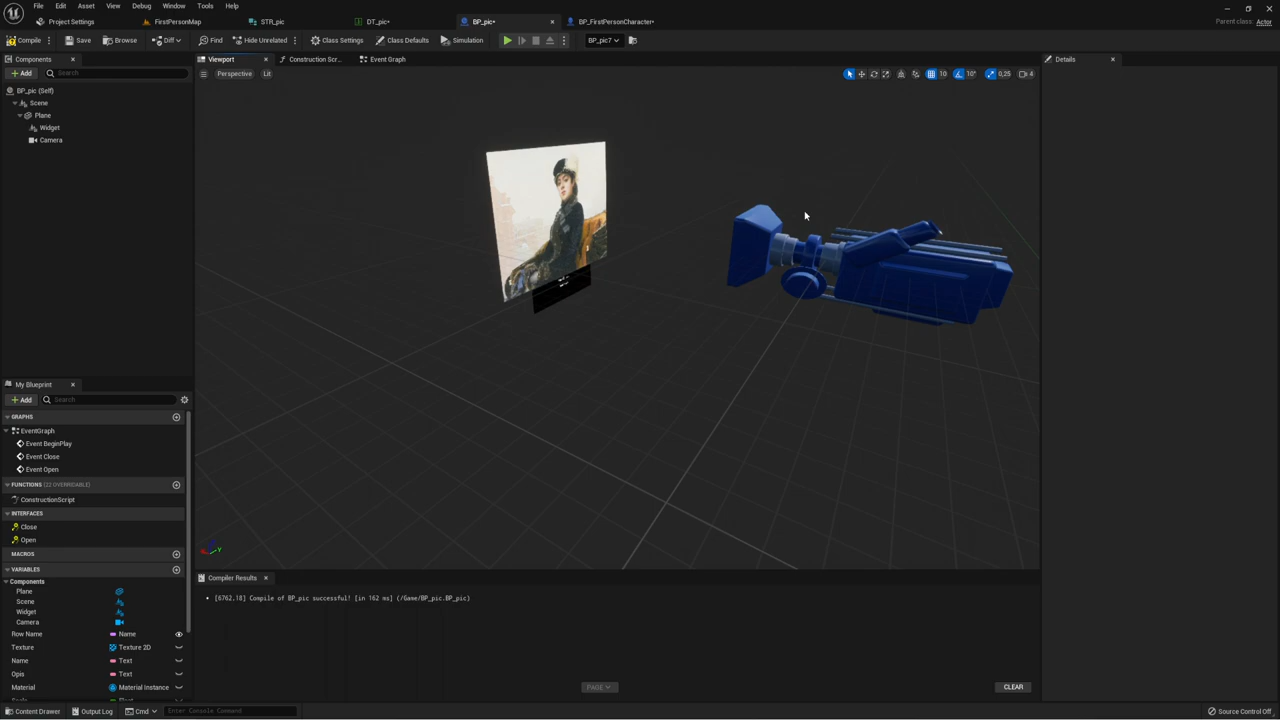 File Edit Asset View Debug Window Tools Help
Project Settings FirstPersonMap STR_pic DT_pic* BP_pic* BP_FirstPersonCharacter* Parent class: Actor
Compile Save Browse Diff Find Hide Unrelated Class Settings Class Defaults Simulation BP_pic7
Components Viewport Construction Scr... Event Graph Details
Add Search Perspective Lit 10 10° 0,25 4
BP_pic (Self)
Scene
Plane
Widget
Camera
My Blueprint
Add Search
GRAPHS
EventGraph
Event BeginPlay
Event Close
Event Open
FUNCTIONS (22 OVERRIDABLE)
ConstructionScript
INTERFACES
Close
Open
MACROS
VARIABLES
Components
Plane
Scene
Widget
Camera
Row Name Name
Texture Texture 2D
Name Text
Opis Text
Material Material Instance
Compiler Results
[6762,18] Compile of BP_pic successful! [in 162 ms] (/Game/BP_pic.BP_pic)
PAGE CLEAR
Content Drawer Output Log Cmd Enter Console Command Source Control Off